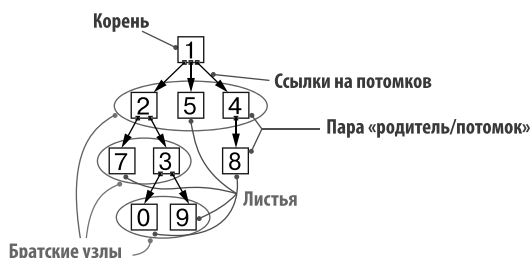 Корень
1
Ссылки на потомков
2 5 4
Пара «родитель/потомок»
7 3 8
Листья
0 9
Братские узлы